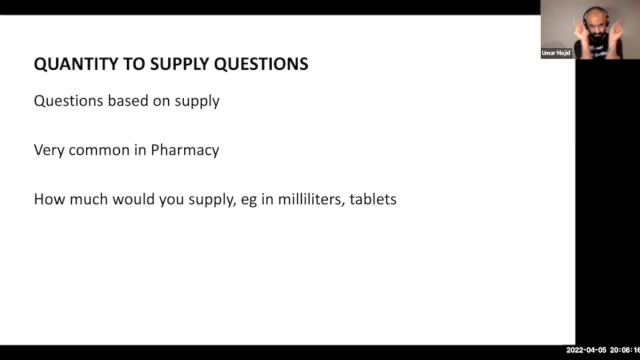 QUANTITY TO SUPPLY QUESTIONS
Questions based on supply
Very common in Pharmacy
How much would you supply, eg in milliliters, tablets
Umar Majid
2022-04-05 20:06:16